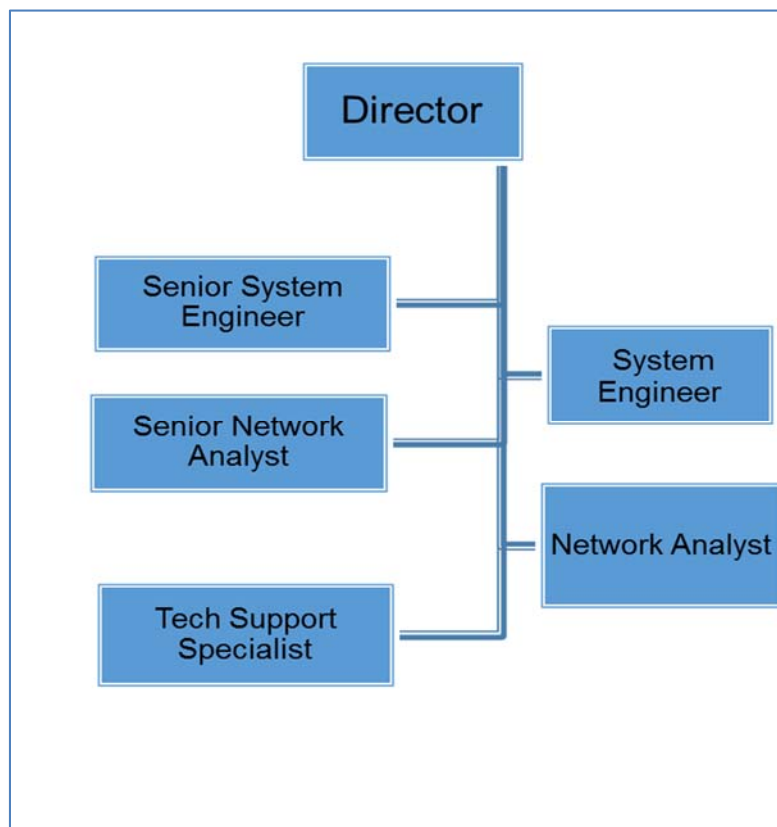 Director
Senior System
Engineer
System
Engineer
Senior Network
Analyst
Network Analyst
Tech Support
Specialist